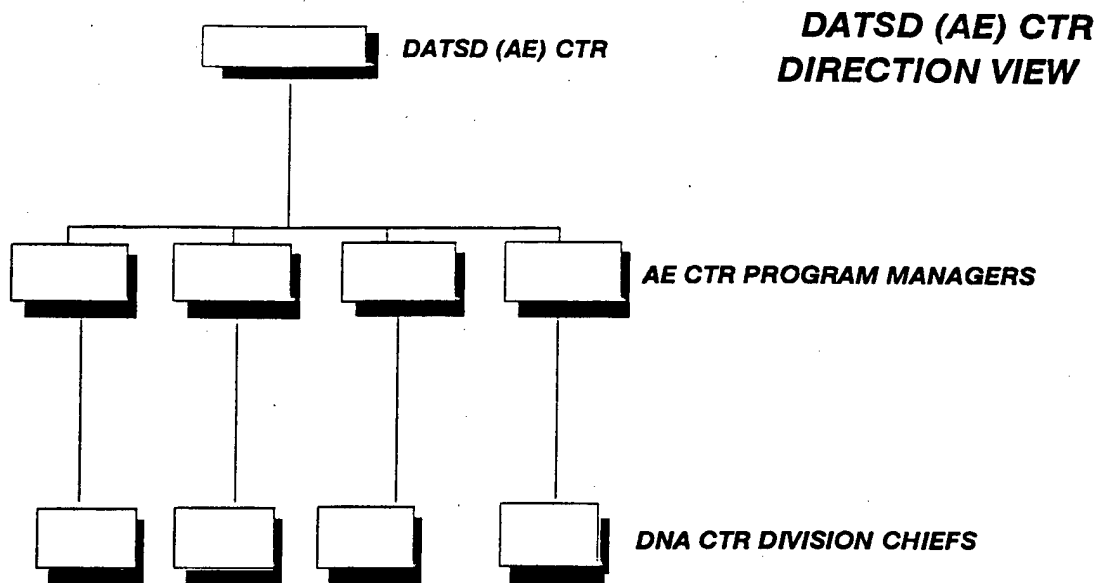 DATSD (AE) CTR
DIRECTION VIEW
DATSD (AE) CTR
AE CTR PROGRAM MANAGERS
DNA CTR DIVISION CHIEFS